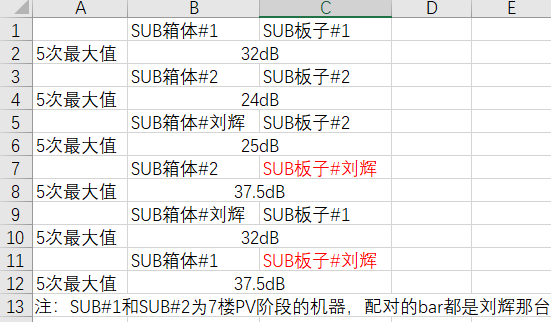 A B C D E
1 SUB箱体#1 SUB板子#1
2 5次最大值 32dB
3 SUB箱体#2 SUB板子#2
4 5次最大值 24dB
5 SUB箱体#刘辉 SUB板子#2
6 5次最大值 25dB
7 SUB箱体#2 SUB板子#刘辉
8 5次最大值 37.5dB
9 SUB箱体#刘辉 SUB板子#1
10 5次最大值 32dB
11 SUB箱体#1 SUB板子#刘辉
12 5次最大值 37.5dB
13 注：SUB#1和SUB#2为7楼PV阶段的机器，配对的bar都是刘辉那台